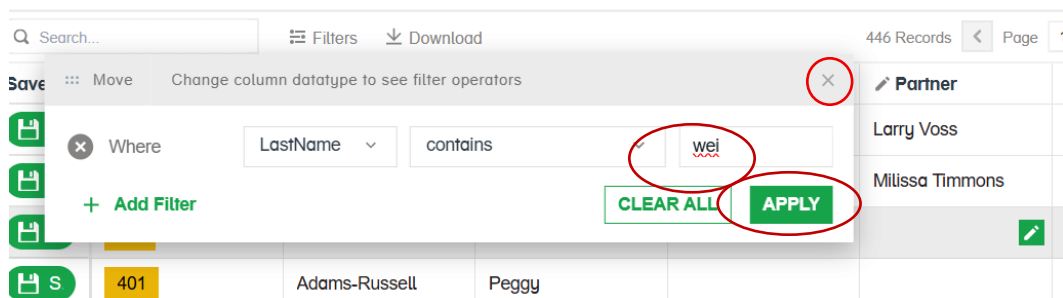 Search... Filters Download 446 Records Page
Save Move Change column datatype to see filter operators Partner
Where LastName contains wei Larry Voss
Milissa Timmons
+ Add Filter CLEAR ALL APPLY
S 401 Adams-Russell Peggy